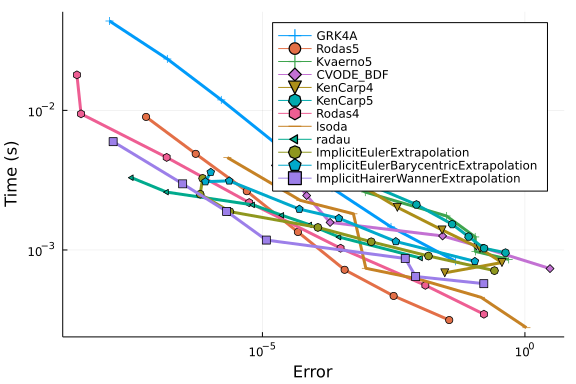 GRK4A
Rodas5
Kvaerno5
CVODE_BDF
KenCarp4
KenCarp5
Rodas4
lsoda
radau
ImplicitEulerExtrapolation
ImplicitEulerBarycentricExtrapolation
ImplicitHairerWannerExtrapolation
10⁻²
10⁻³
Time (s)
10⁻⁵
10⁰
Error